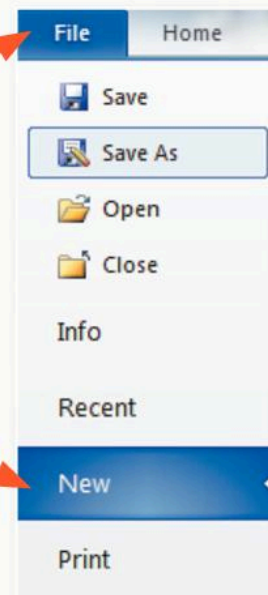 File Home
Save
Save As
Open
Close
Info
Recent
New
Print